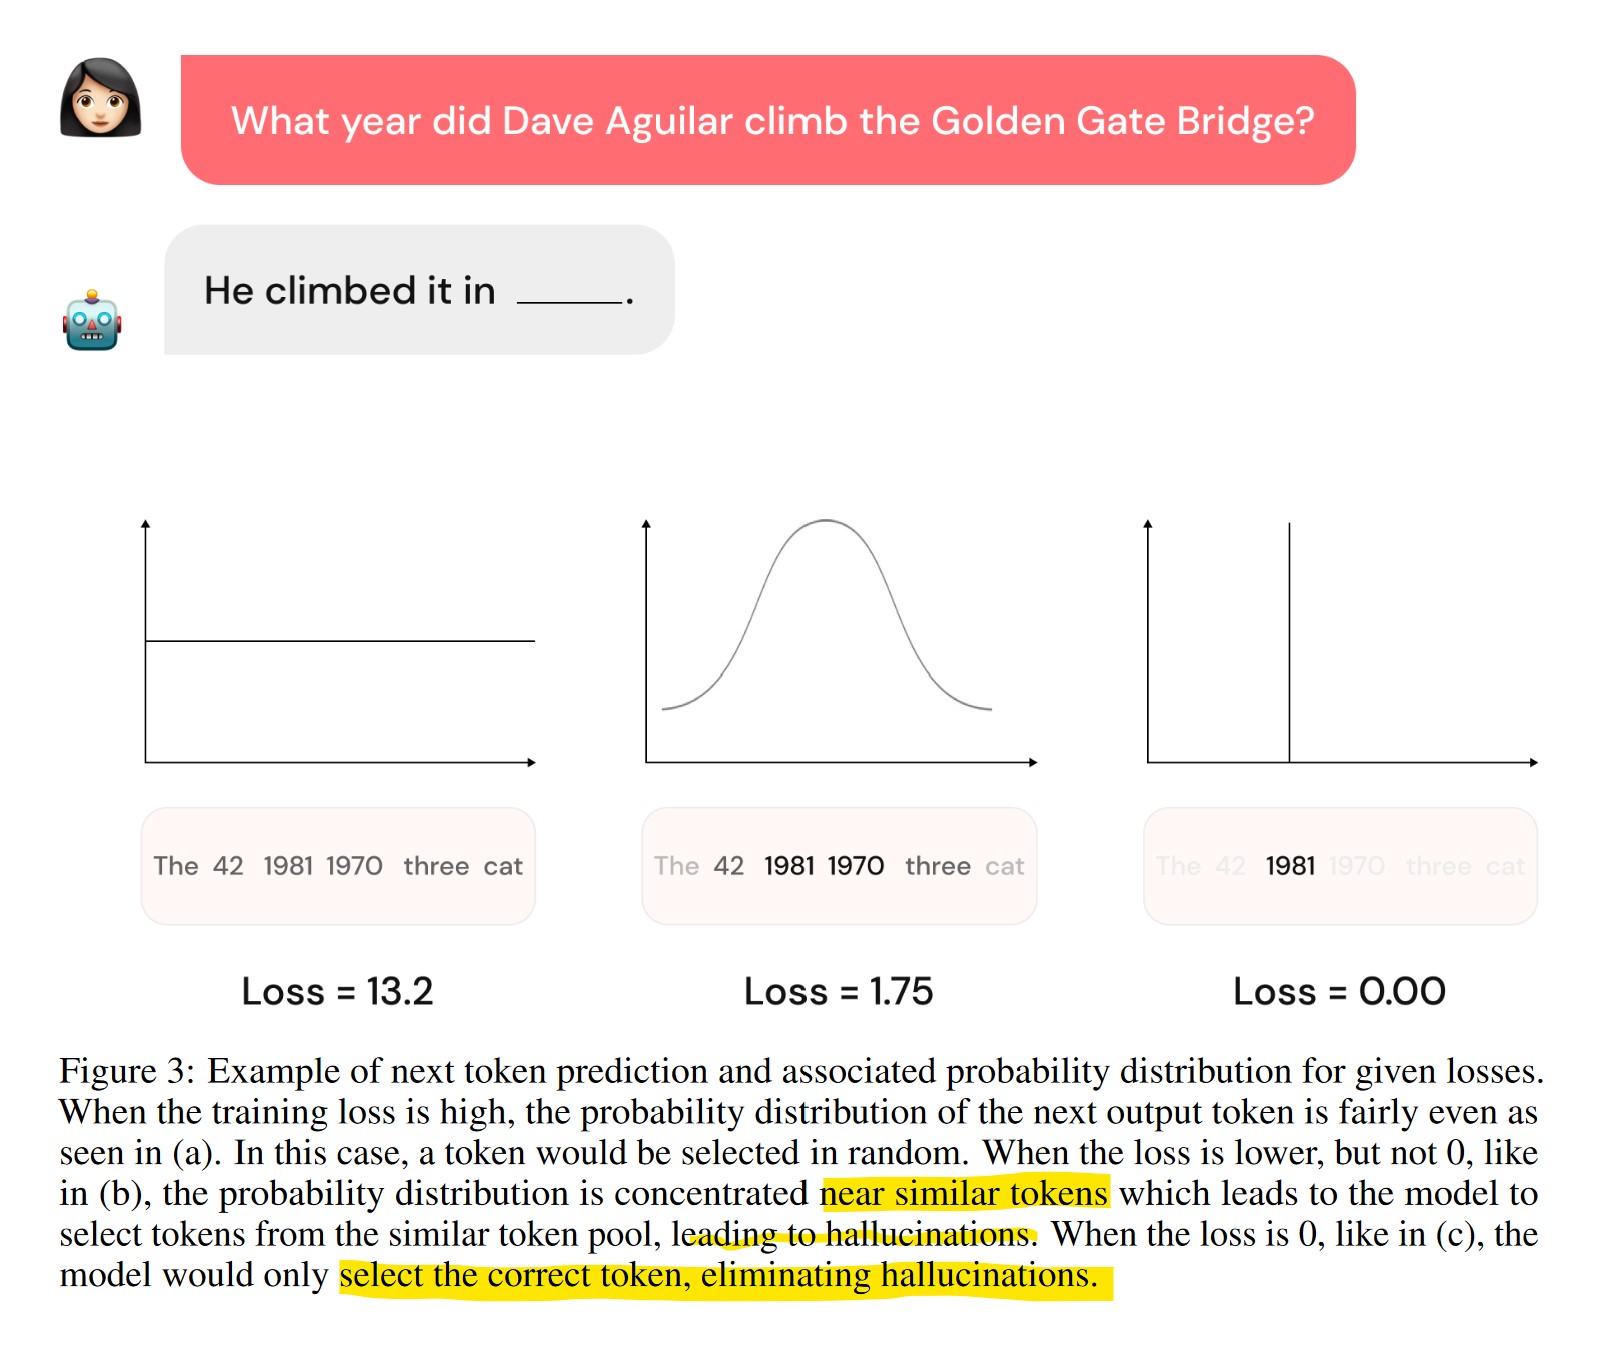 What year did Dave Aguilar climb the Golden Gate Bridge?
He climbed it in _____.
The 42 1981 1970 three cat
The 42 1981 1970 three cat
The 42 1981 1970 three cat
Loss = 13.2
Loss = 1.75
Loss = 0.00
Figure 3: Example of next token prediction and associated probability distribution for given losses.
When the training loss is high, the probability distribution of the next output token is fairly even as
seen in (a). In this case, a token would be selected in random. When the loss is lower, but not 0, like
in (b), the probability distribution is concentrated near similar tokens which leads to the model to
select tokens from the similar token pool, leading to hallucinations. When the loss is 0, like in (c), the
model would only select the correct token, eliminating hallucinations.